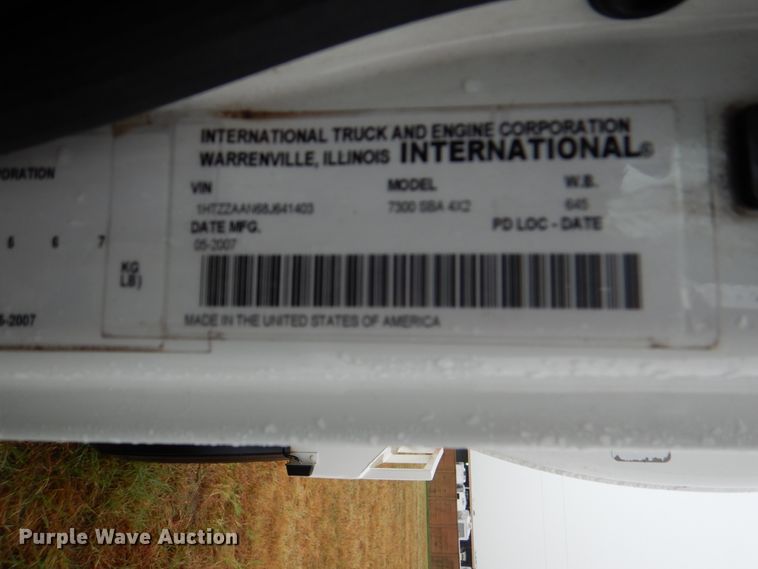 INTERNATIONAL TRUCK AND ENGINE CORPORATION
WARRENVILLE, ILLINOIS INTERNATIONAL®
VIN MODEL W.B.
1HTZZAAN68J641403 7300 SBA 4X2 645
DATE MFG. PD LOC - DATE
05-2007
MADE IN THE UNITED STATES OF AMERICA
PORATION
5 6 7
KG
LB)
5-2007
Purple Wave Auction